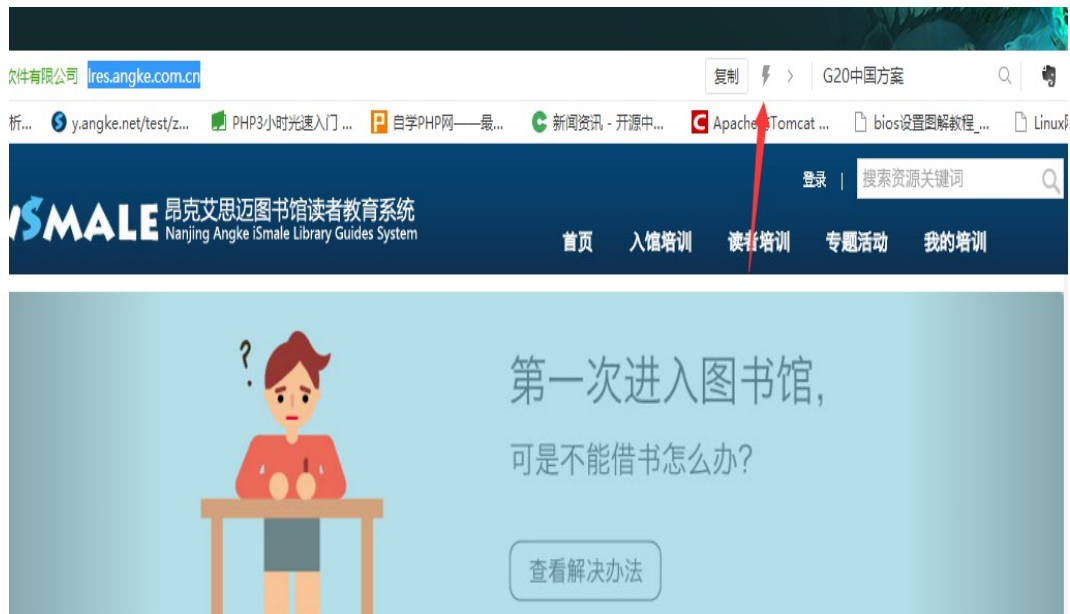 软件有限公司 lres.angke.com.cn 复制 G20中国方案
析... y.angke.net/test/z... PHP3小时光速入门 ... 自学PHP网——最... 新闻资讯 - 开源中... Apache Tomcat ... bios设置图解教程_... Linux
登录 | 搜索资源关键词
SMALE 昂克艾思迈图书馆读者教育系统
Nanjing Angke iSmale Library Guides System
首页 入馆培训 读者培训 专题活动 我的培训
?
第一次进入图书馆,
可是不能借书怎么办?
查看解决办法